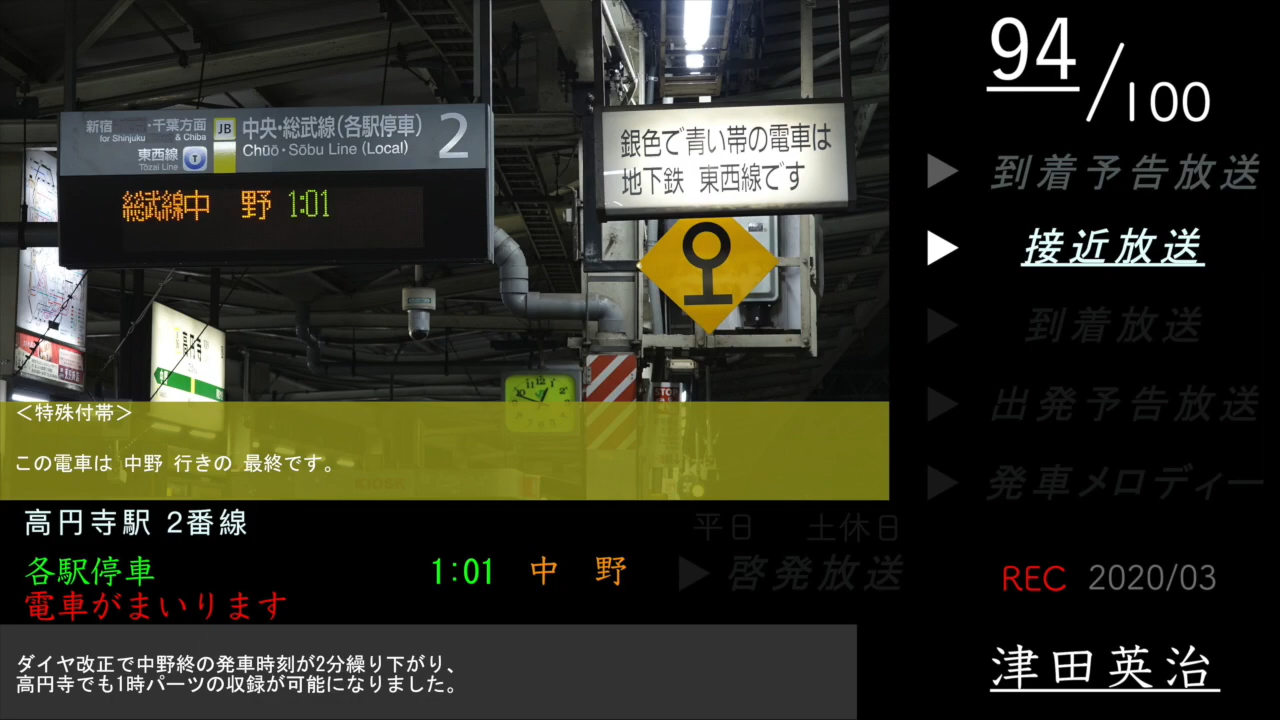 新宿 ・千葉方面
for Shinjuku & Chiba
東西線 T
Tōzai Line
JB
中央・総武線(各駅停車)
Chūō・Sōbu Line (Local)
2
総武線中 野 1:01
銀色で青い帯の電車は
地下鉄 東西線です
高円寺
KIOSK
<特殊付帯>
この電車は 中野 行きの 最終です。
高円寺駅 2番線
各駅停車 1:01 中 野
電車がまいります
平日 土休日
▶ 啓発放送
ダイヤ改正で中野終の発車時刻が2分繰り下がり、
高円寺でも1時パーツの収録が可能になりました。
94/100
▶ 到着予告放送
▶ 接近放送
▶ 到着放送
▶ 出発予告放送
▶ 発車メロディー
REC 2020/03
津田英治